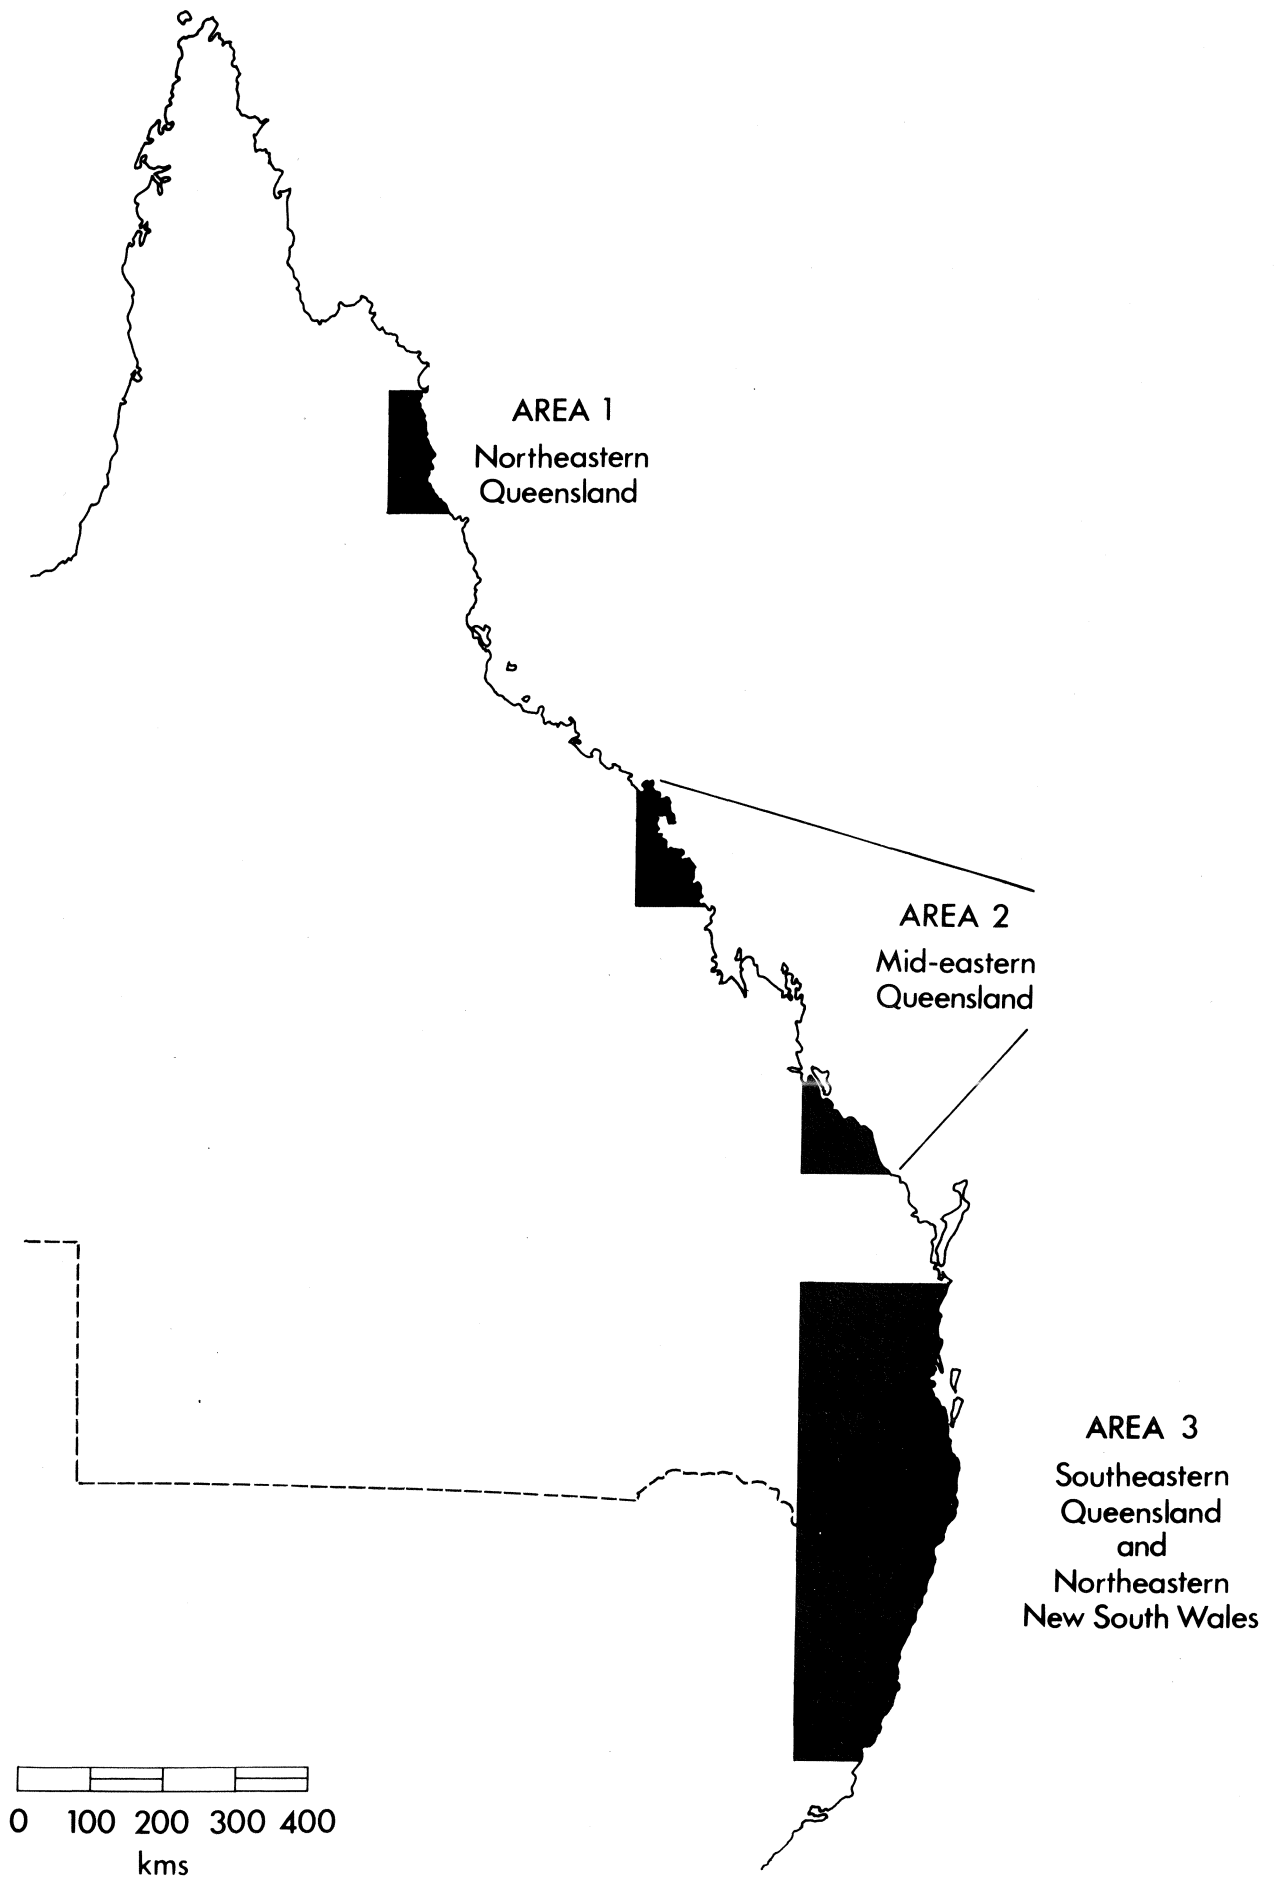 AREA 1
Northeastern
Queensland
AREA 2
Mid-eastern
Queensland
AREA 3
Southeastern
Queensland
and
Northeastern
New South Wales
0 100 200 300 400
kms